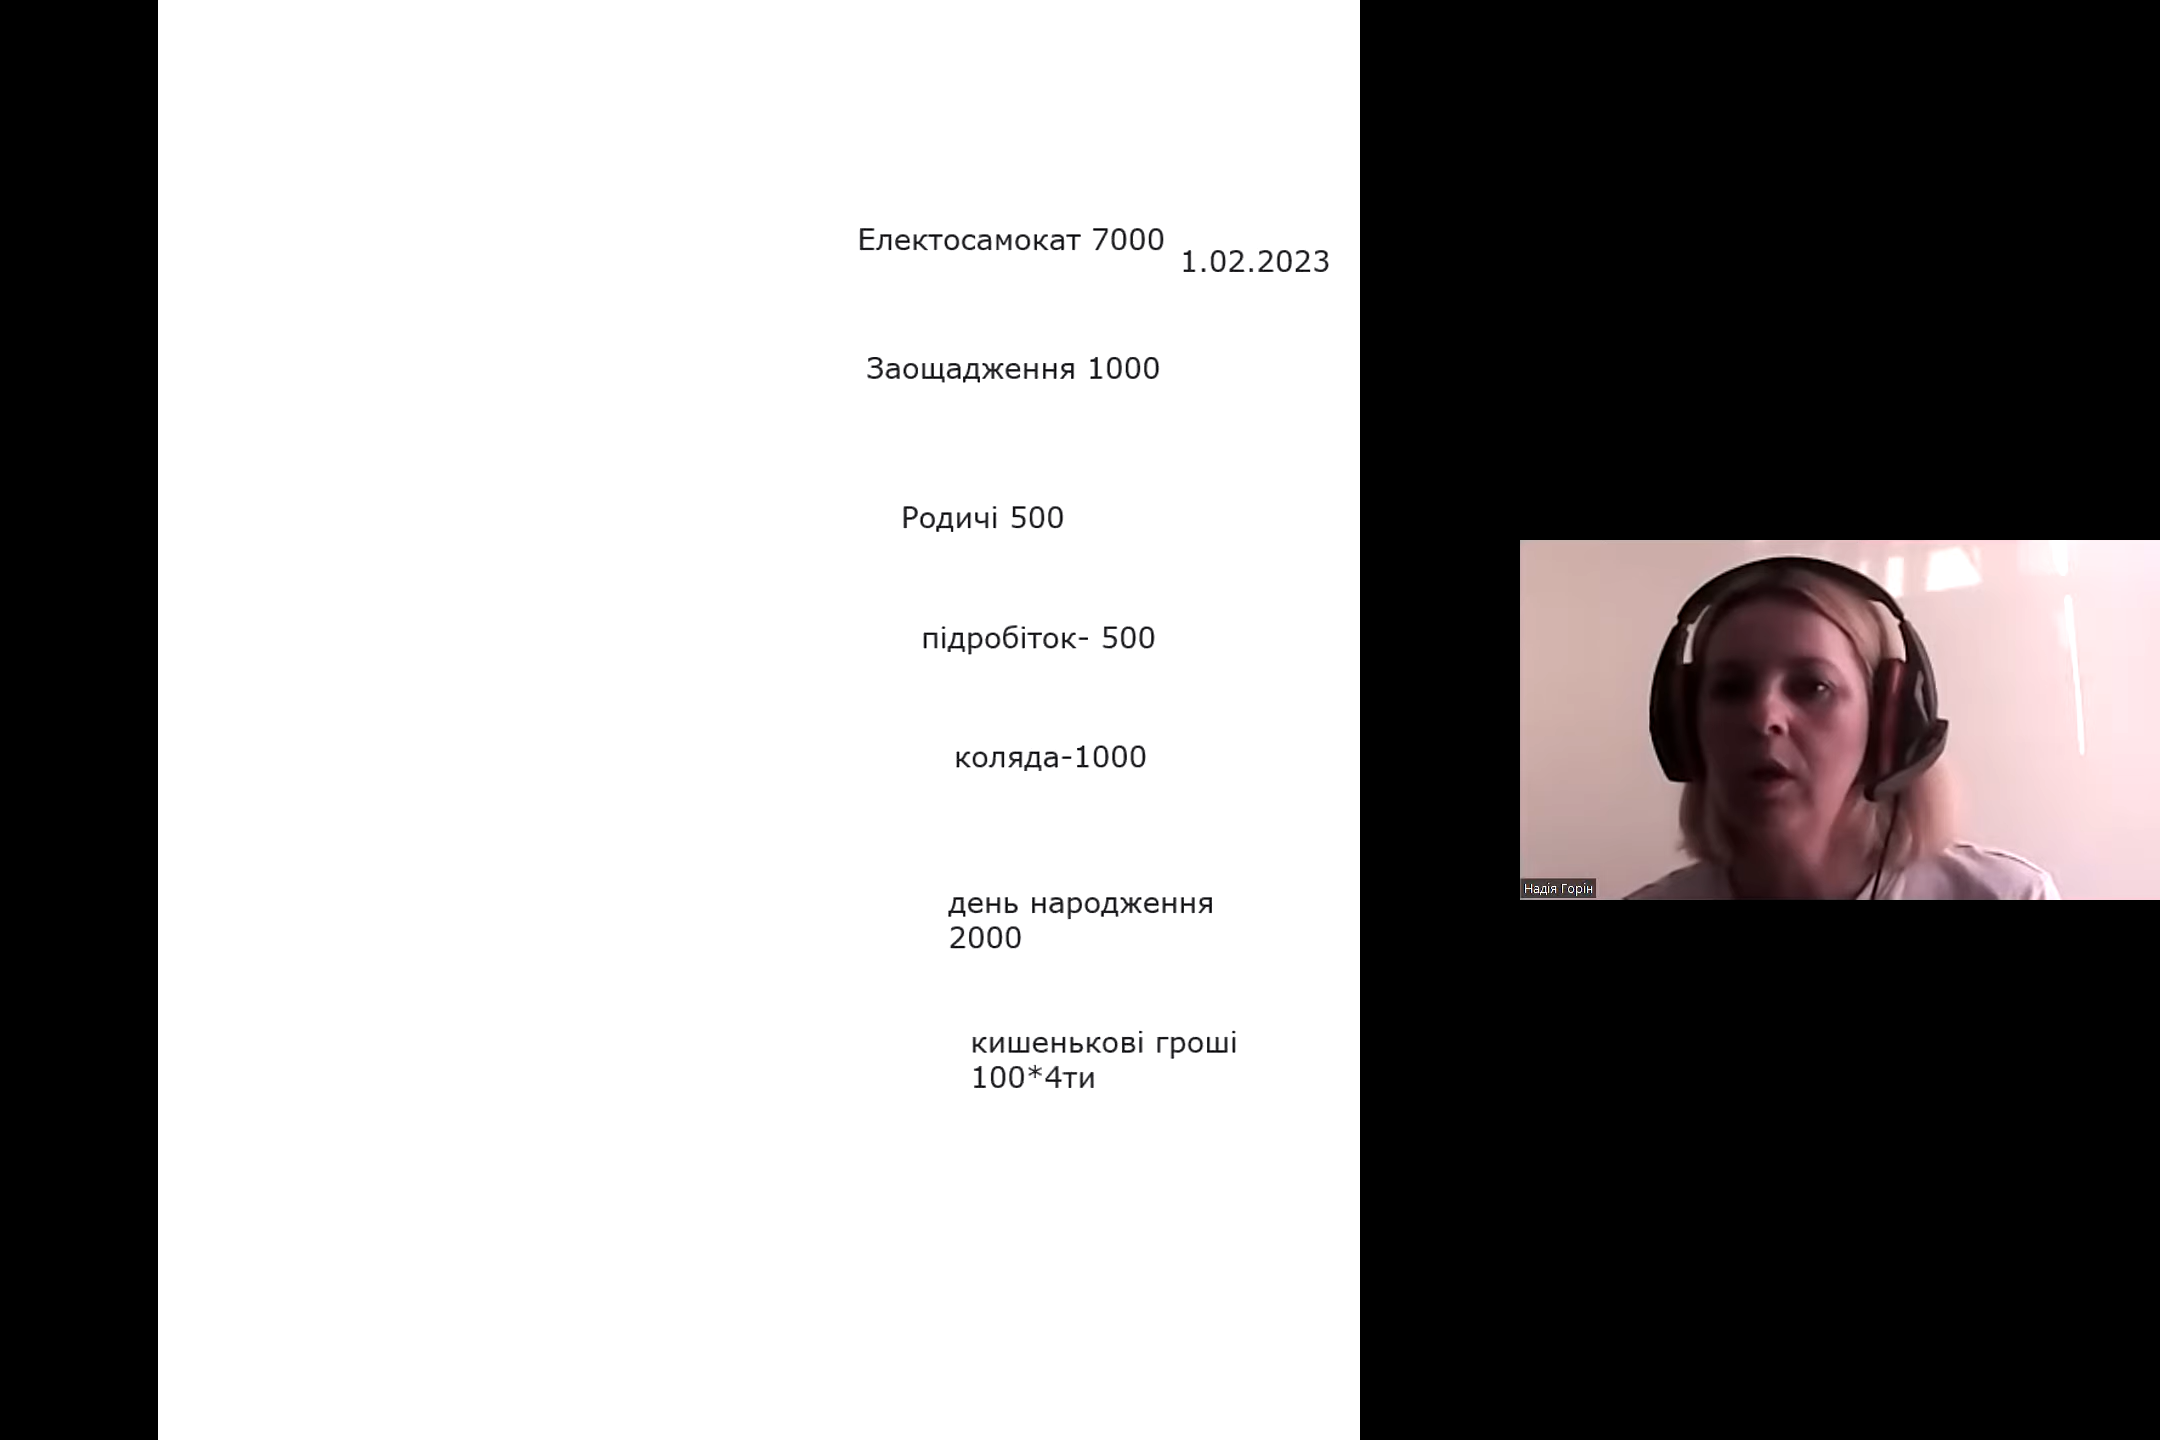 Електосамокат 7000
1.02.2023
Заощадження 1000
Родичі 500
підробіток- 500
коляда-1000
день народження
2000
кишенькові гроші
100*4ти
Надія Горін